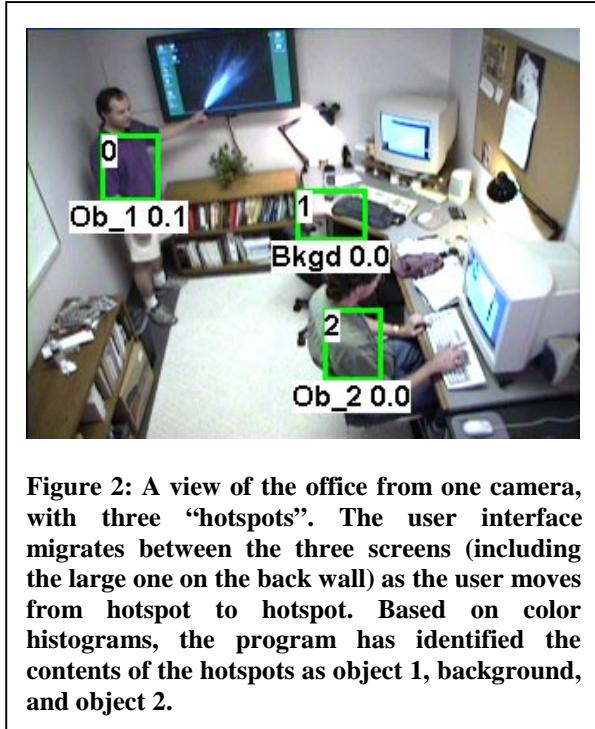 0
Ob_1 0.1
1
Bkgd 0.0
2
Ob_2 0.0
Figure 2: A view of the office from one camera,
with three “hotspots”. The user interface
migrates between the three screens (including
the large one on the back wall) as the user moves
from hotspot to hotspot. Based on color
histograms, the program has identified the
contents of the hotspots as object 1, background,
and object 2.